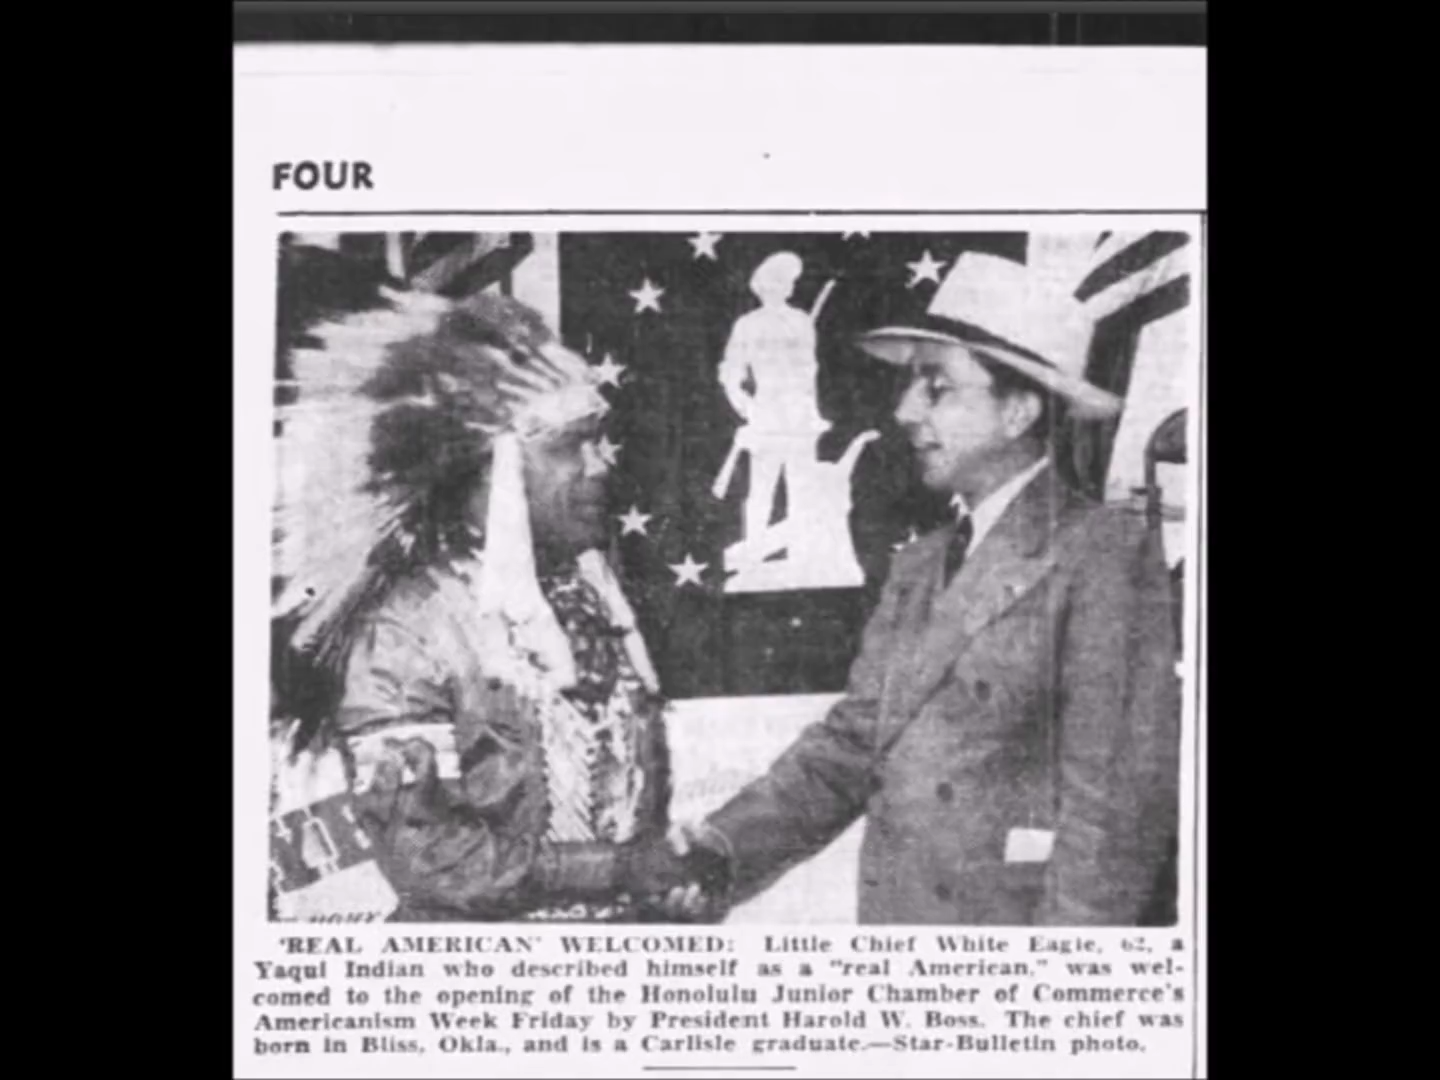 FOUR
'REAL AMERICAN' WELCOMED: Little Chief White Eagle, 62, a
Yaqui Indian who described himself as a "real American," was wel-
comed to the opening of the Honolulu Junior Chamber of Commerce's
Americanism Week Friday by President Harold W. Boss. The chief was
born in Bliss, Okla., and is a Carlisle graduate.—Star-Bulletin photo.